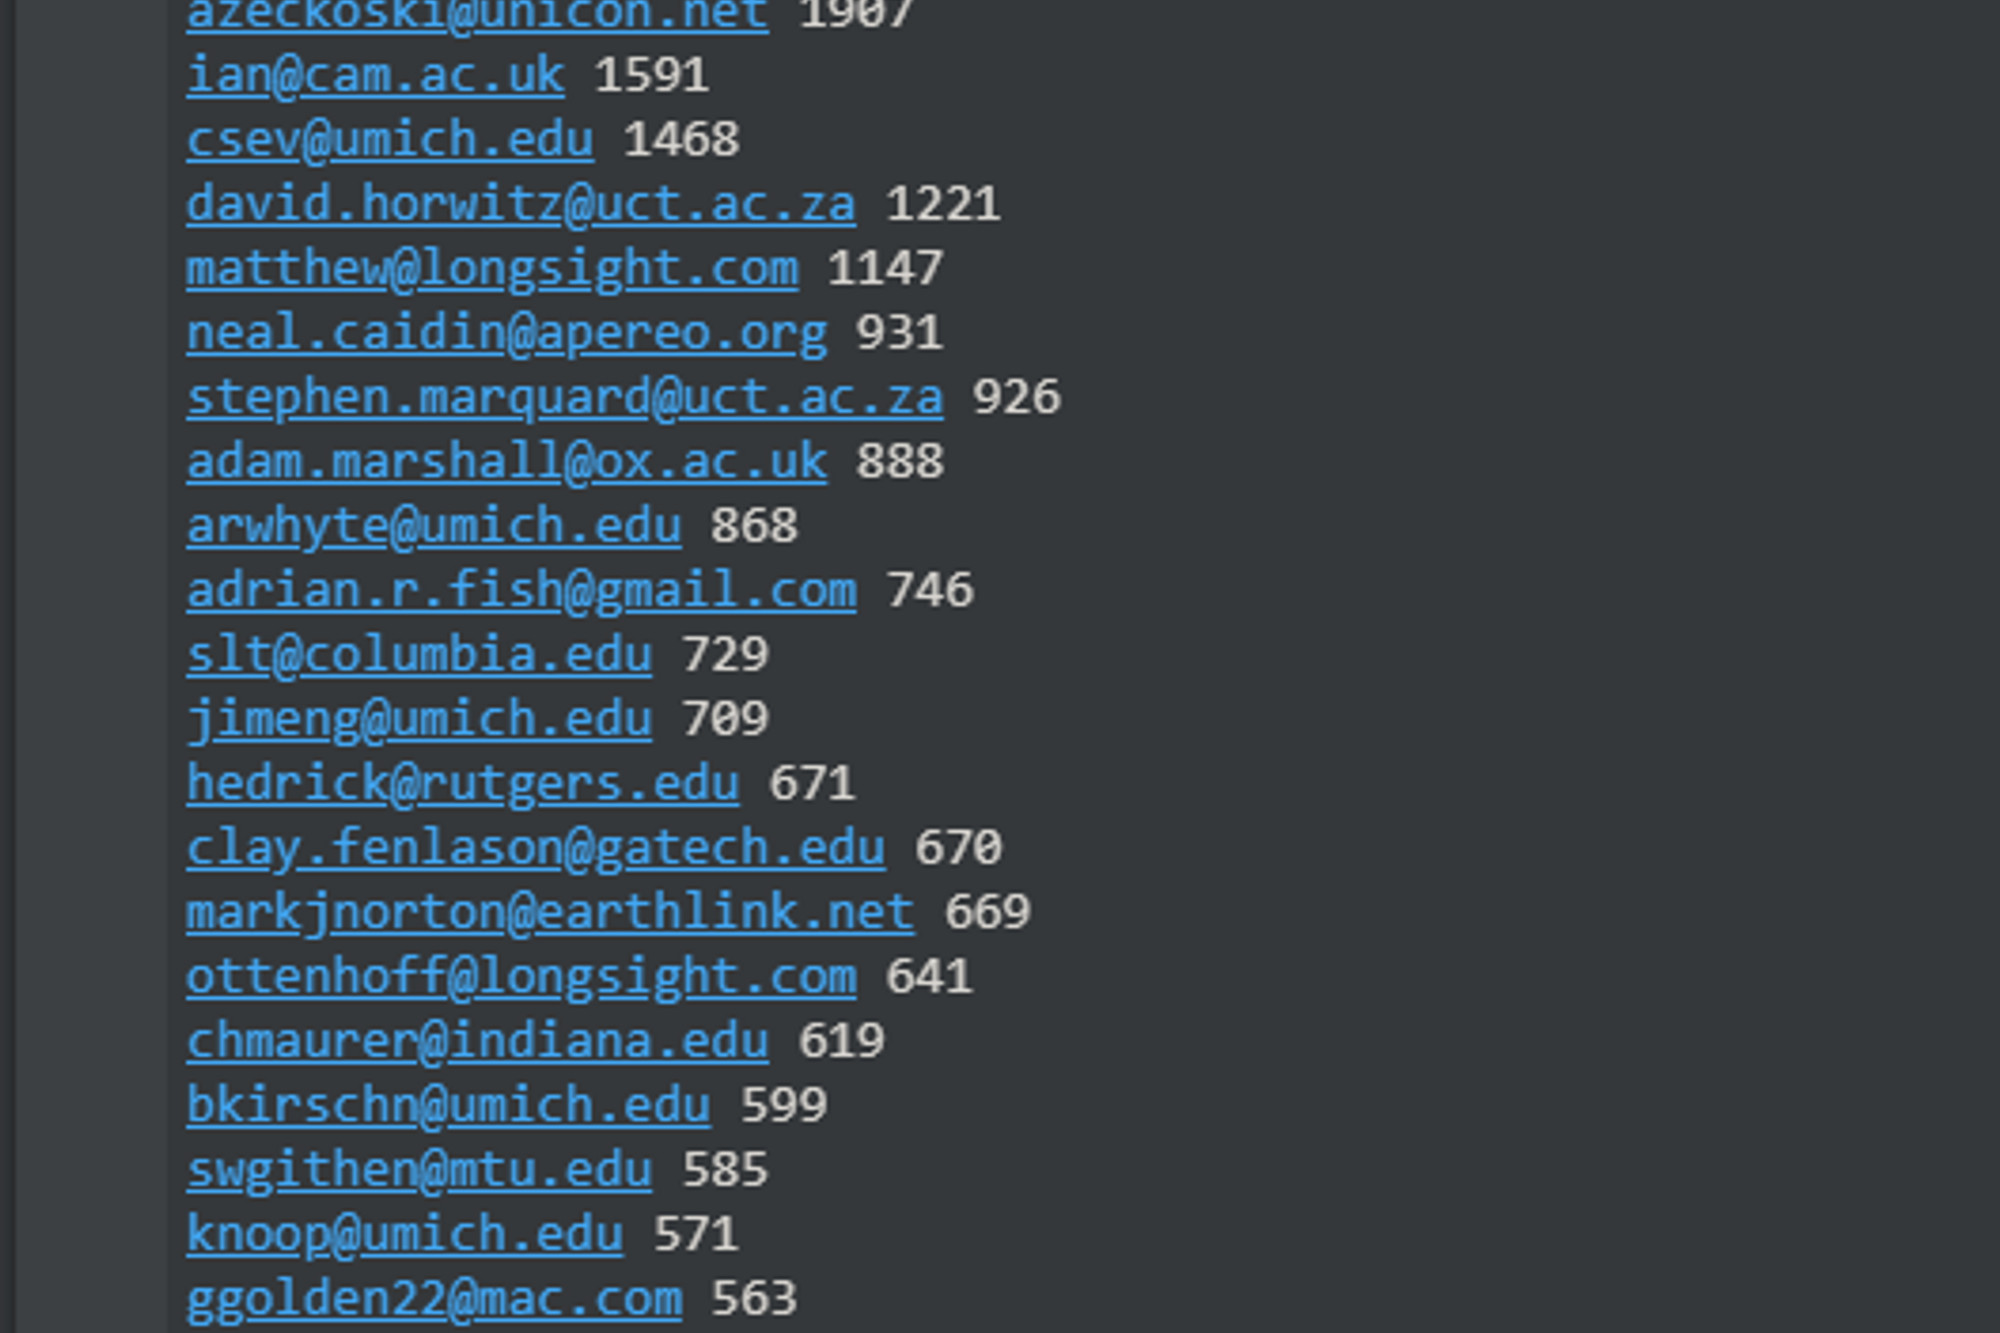 azeckoski@unicon.net 1907
ian@cam.ac.uk 1591
csev@umich.edu 1468
david.horwitz@uct.ac.za 1221
matthew@longsight.com 1147
neal.caidin@apereo.org 931
stephen.marquard@uct.ac.za 926
adam.marshall@ox.ac.uk 888
arwhyte@umich.edu 868
adrian.r.fish@gmail.com 746
slt@columbia.edu 729
jimeng@umich.edu 709
hedrick@rutgers.edu 671
clay.fenlason@gatech.edu 670
markjnorton@earthlink.net 669
ottenhoff@longsight.com 641
chmaurer@indiana.edu 619
bkirschn@umich.edu 599
swgithen@mtu.edu 585
knoop@umich.edu 571
ggolden22@mac.com 563